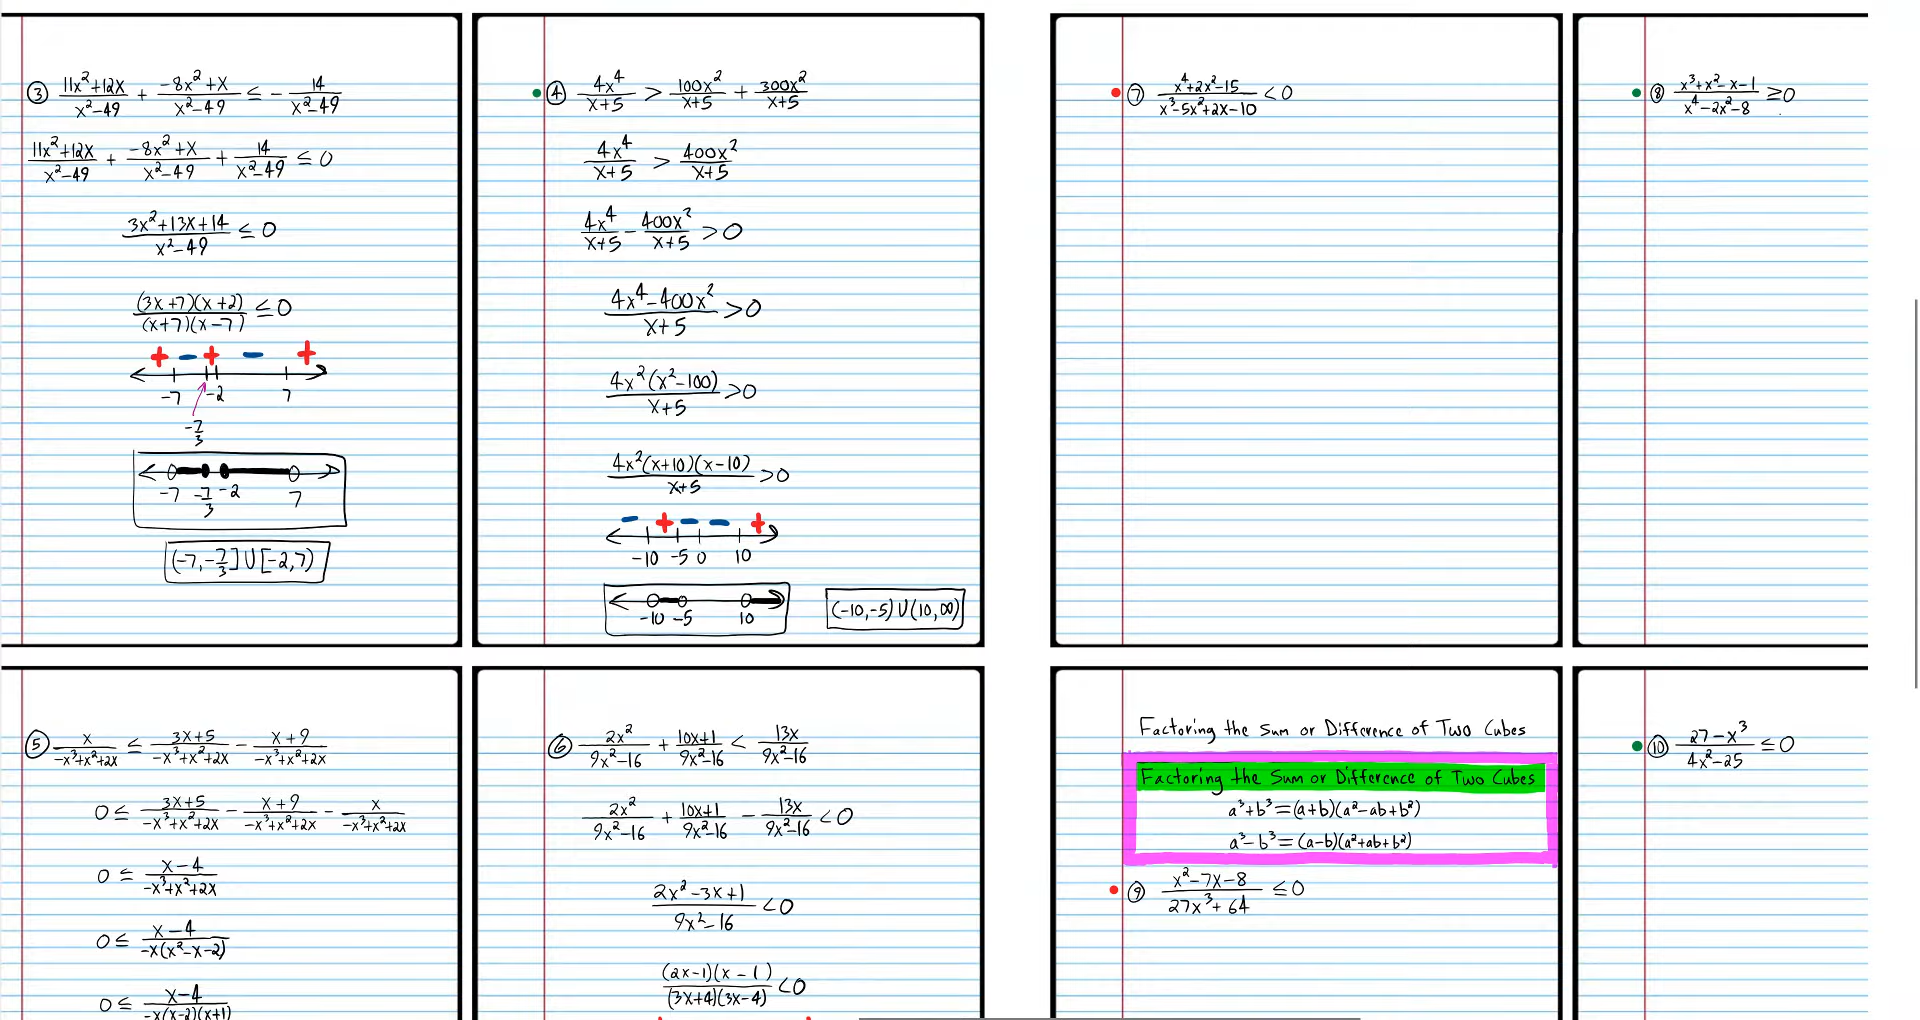 ③ (11x²+12x)/(x²-49) + (-8x²+x)/(x²-49) ≤ - 14/(x²-49)
(11x²+12x)/(x²-49) + (-8x²+x)/(x²-49) + 14/(x²-49) ≤ 0
(3x²+13x+14)/(x²-49) ≤ 0
((3x+7)(x+2))/((x+7)(x-7)) ≤ 0
+ - + - +
-7 -2 7
-7/3
-7 -7/3 -2 7
(-7,-7/3]U[-2,7)
④ 4x⁴/(x+5) > 100x²/(x+5) + 300x²/(x+5)
4x⁴/(x+5) > 400x²/(x+5)
4x⁴/(x+5) - 400x²/(x+5) > 0
(4x⁴-400x²)/(x+5) > 0
(4x²(x²-100))/(x+5) > 0
(4x²(x+10)(x-10))/(x+5) > 0
- + - - +
-10 -5 0 10
-10 -5 10
(-10,-5)U(10,∞)
⑦ (x⁴+2x²-15)/(x³-5x²+2x-10) < 0
⑧ (x³+x²-x-1)/(x⁴-2x²-8) ≥ 0
⑤ x/(-x³+x²+2x) ≤ (3x+5)/(-x³+x²+2x) - (x+9)/(-x³+x²+2x)
0 ≤ (3x+5)/(-x³+x²+2x) - (x+9)/(-x³+x²+2x) - x/(-x³+x²+2x)
0 ≤ (x-4)/(-x³+x²+2x)
0 ≤ (x-4)/(-x(x²-x-2))
0 ≤ (x-4)/(-x(x-2)(x+1))
⑥ 2x²/(9x²-16) + (10x+1)/(9x²-16) < 13x/(9x²-16)
2x²/(9x²-16) + (10x+1)/(9x²-16) - 13x/(9x²-16) < 0
(2x²-3x+1)/(9x²-16) < 0
((2x-1)(x-1))/((3x+4)(3x-4)) < 0
Factoring the Sum or Difference of Two Cubes
Factoring the Sum or Difference of Two Cubes
a³+b³=(a+b)(a²-ab+b²)
a³-b³=(a-b)(a²+ab+b²)
⑨ (x²-7x-8)/(27x³+64) ≤ 0
⑩ (27-x³)/(4x²-25) ≤ 0